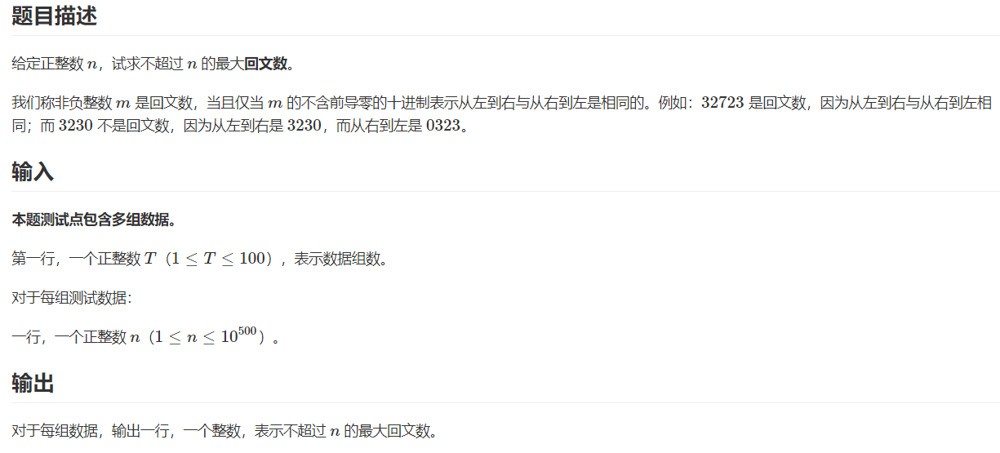 题目描述
给定正整数 n，试求不超过 n 的最大回文数。
我们称非负整数 m 是回文数，当且仅当 m 的不含前导零的十进制表示从左到右与从右到左是相同的。例如：32723 是回文数，因为从左到右与从右到左相
同；而 3230 不是回文数，因为从左到右是 3230，而从右到左是 0323。
输入
本题测试点包含多组数据。
第一行，一个正整数 T（1 ≤ T ≤ 100），表示数据组数。
对于每组测试数据：
一行，一个正整数 n（1 ≤ n ≤ 10^500）。
输出
对于每组数据，输出一行，一个整数，表示不超过 n 的最大回文数。